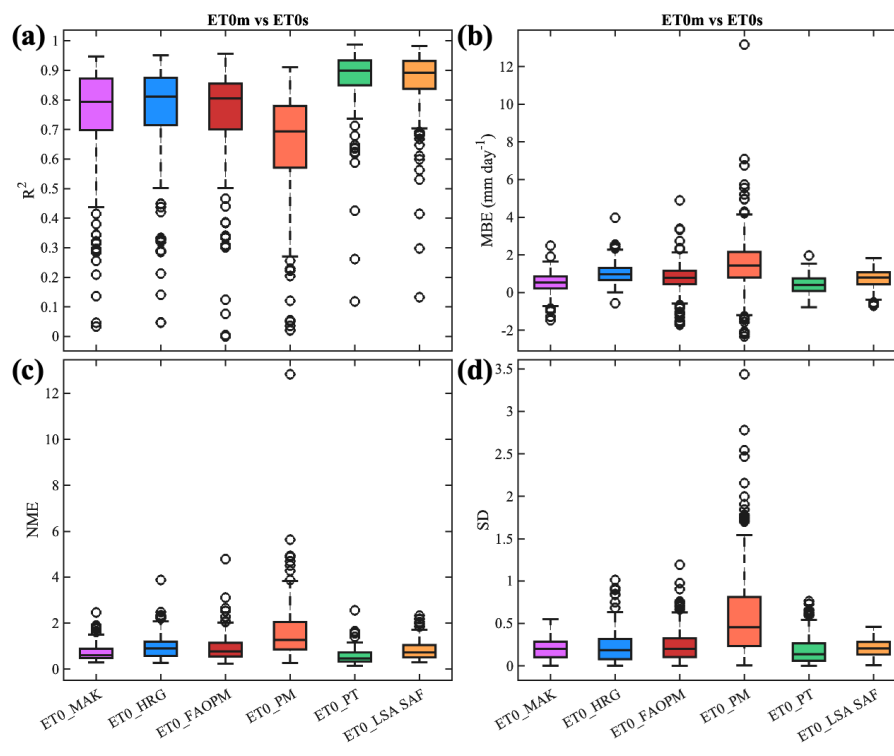 ET0m vs ET0s
ET0m vs ET0s
(a)
1
0.9
0.8
0.7
0.6
0.5
0.4
0.3
0.2
0.1
0
R²
(b)
12
10
8
6
4
2
0
-2
MBE (mm day⁻¹)
(c)
12
10
8
6
4
2
0
NME
ET0_MAK
ET0_HRG
ET0_FAOPM
ET0_PM
ET0_PT
ET0_LSA SAF
(d)
3.5
3
2.5
2
1.5
1
0.5
0
SD
ET0_MAK
ET0_HRG
ET0_FAOPM
ET0_PM
ET0_PT
ET0_LSA SAF